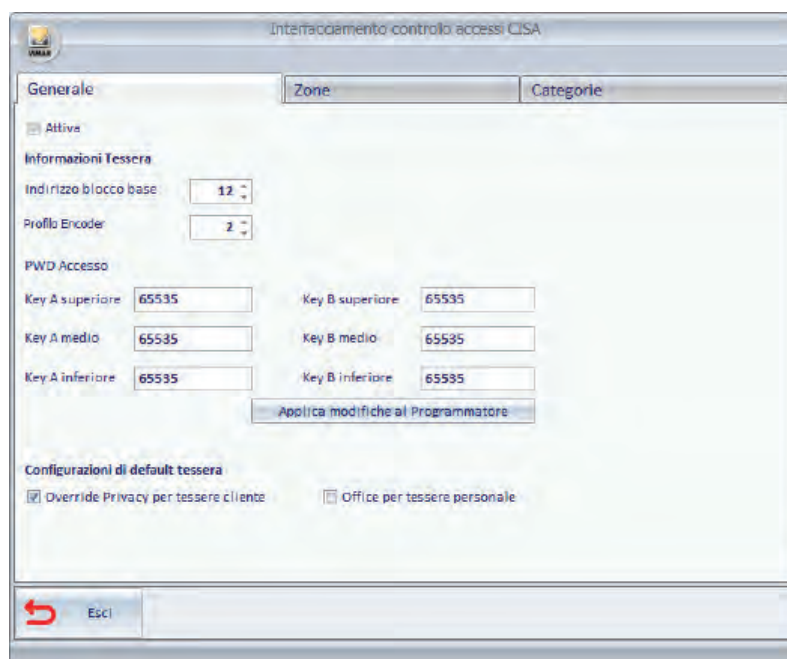 Interfacciamento controllo accessi CISA
VIMAR
Generale Zone Categorie
Attiva
Informazioni Tessera
Indirizzo blocco base 12
Profilo Encoder 2
PWD Accesso
Key A superiore 65535 Key B superiore 65535
Key A medio 65535 Key B medio 65535
Key A inferiore 65535 Key B inferiore 65535
Applica modifiche al Programmatore
Configurazioni di default tessera
Override Privacy per tessere cliente Office per tessere personale
Esci